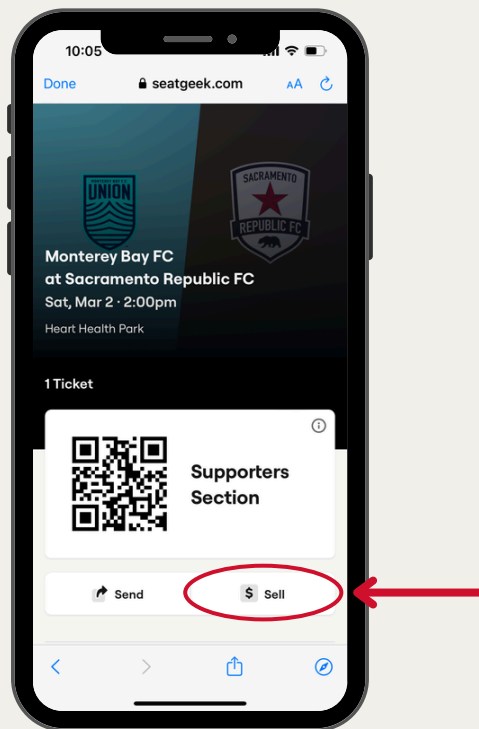 10:05
Done
seatgeek.com
AA
UNION
SACRAMENTO
REPUBLIC FC
Monterey Bay FC
at Sacramento Republic FC
Sat, Mar 2 · 2:00pm
Heart Health Park
1 Ticket
Supporters
Section
Send
$ Sell